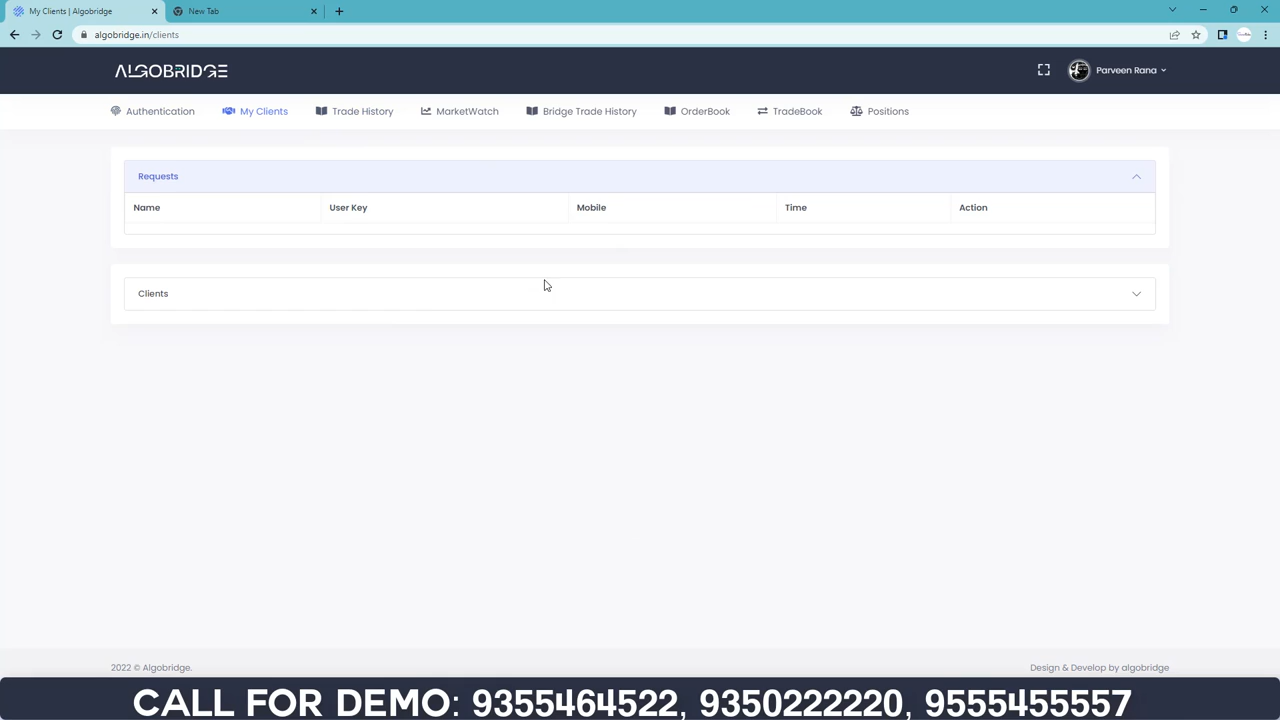 My Clients | Algobridge
New Tab
algobridge.in/clients
ALGOBRIDGE
Parveen Rana
Authentication My Clients Trade History MarketWatch Bridge Trade History OrderBook TradeBook Positions
Requests
Name User Key Mobile Time Action
Clients
2022 © Algobridge. Design & Develop by algobridge
CALL FOR DEMO: 9355464522, 9350222220, 9555455557